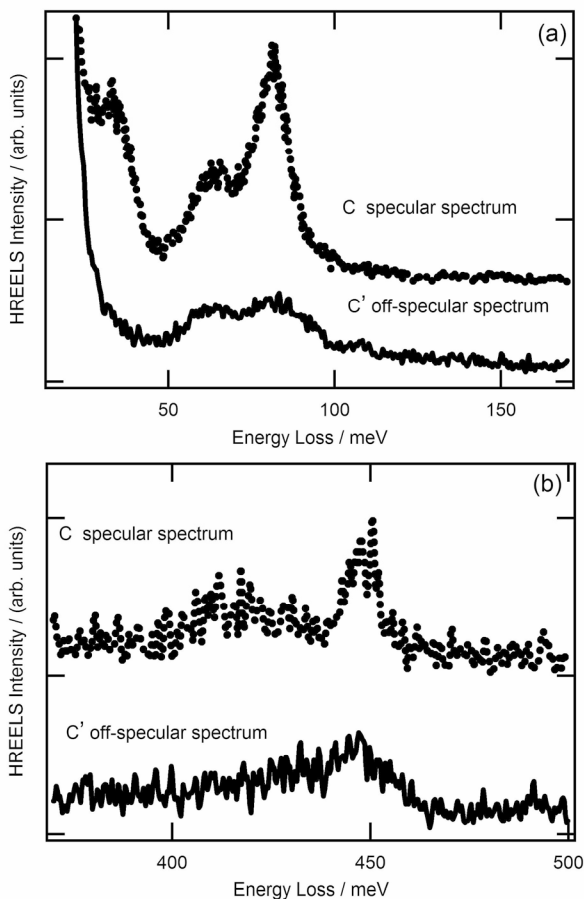 (a)
HREELS Intensity / (arb. units)
C specular spectrum
C' off-specular spectrum
50
100
150
Energy Loss / meV
(b)
HREELS Intensity / (arb. units)
C specular spectrum
C' off-specular spectrum
400
450
500
Energy Loss / meV